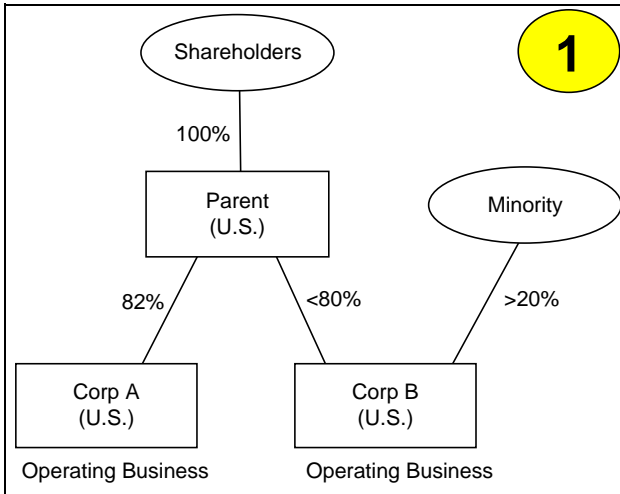 Shareholders
1
100%
Parent
(U.S.)
Minority
82%
<80%
>20%
Corp A
(U.S.)
Corp B
(U.S.)
Operating Business
Operating Business